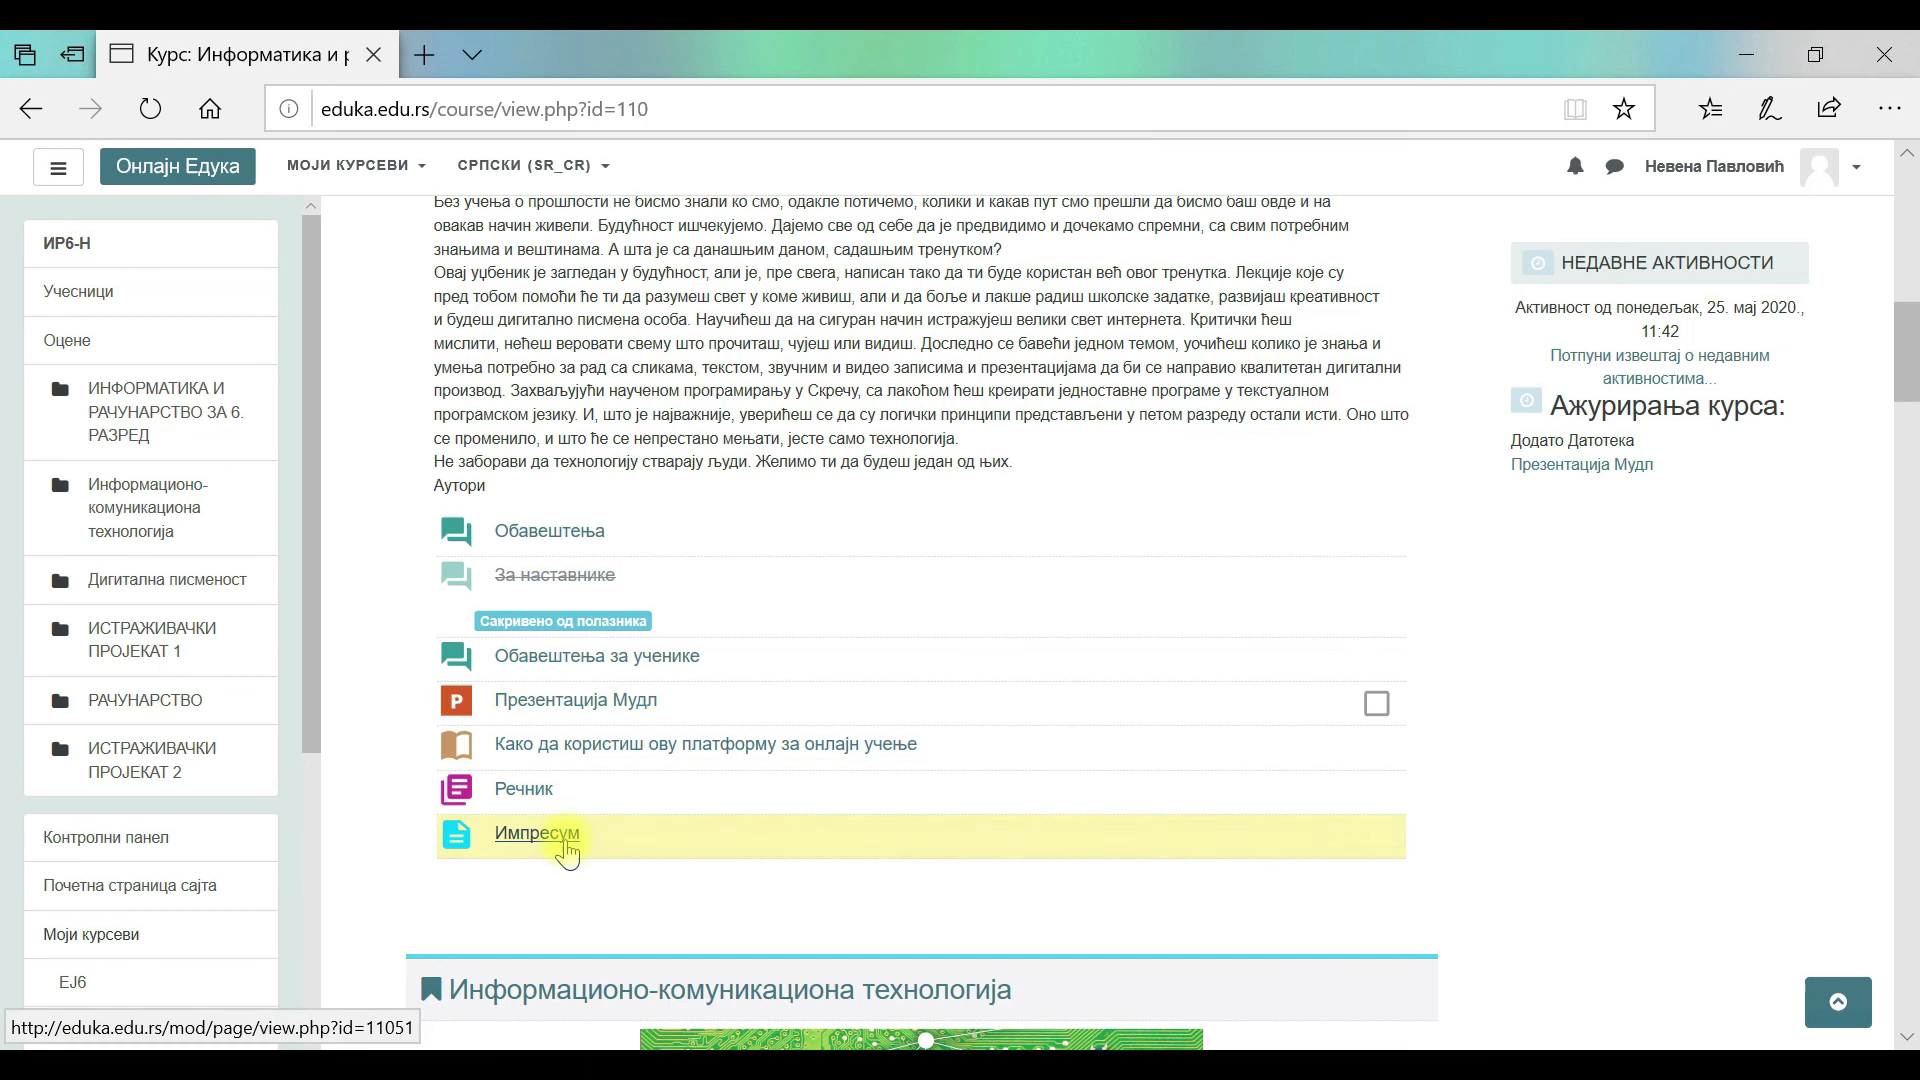 Курс: Информатика и р
eduka.edu.rs/course/view.php?id=110
Онлајн Едука
МОЈИ КУРСЕВИ
СРПСКИ (SR_CR)
Невена Павловић
ИР6-Н
Учесници
Оцене
ИНФОРМАТИКА И
РАЧУНАРСТВО ЗА 6.
РАЗРЕД
Информационо-
комуникациона
технологија
Дигитална писменост
ИСТРАЖИВАЧКИ
ПРОЈЕКАТ 1
РАЧУНАРСТВО
ИСТРАЖИВАЧКИ
ПРОЈЕКАТ 2
Контролни панел
Почетна страница сајта
Моји курсеви
ЕЈ6
http://eduka.edu.rs/mod/page/view.php?id=11051
Без учења о прошлости не бисмо знали ко смо, одакле потичемо, колики и какав пут смо прешли да бисмо баш овде и на
овакав начин живели. Будућност ишчекујемо. Дајемо све од себе да је предвидимо и дочекамо спремни, са свим потребним
знањима и вештинама. А шта је са данашњим даном, садашњим тренутком?
Овај уџбеник је загледан у будућност, али је, пре свега, написан тако да ти буде користан већ овог тренутка. Лекције које су
пред тобом помоћи ће ти да разумеш свет у коме живиш, али и да боље и лакше радиш школске задатке, развијаш креативност
и будеш дигитално писмена особа. Научићеш да на сигуран начин истражујеш велики свет интернета. Критички ћеш
мислити, нећеш веровати свему што прочиташ, чујеш или видиш. Доследно се бавећи једном темом, уочићеш колико је знања и
умења потребно за рад са сликама, текстом, звучним и видео записима и презентацијама да би се направио квалитетан дигитални
производ. Захваљујући наученом програмирању у Скречу, са лакоћом ћеш креирати једноставне програме у текстуалном
програмском језику. И, што је најважније, уверићеш се да су логички принципи представљени у петом разреду остали исти. Оно што
се променило, и што ће се непрестано мењати, јесте само технологија.
Не заборави да технологију стварају људи. Желимо ти да будеш један од њих.
Аутори
Обавештења
За наставнике
Сакривено од полазника
Обавештења за ученике
P
Презентација Мудл
Како да користиш ову платформу за онлајн учење
Речник
Импресум
Информационо-комуникациона технологија
НЕДАВНЕ АКТИВНОСТИ
Активност од понедељак, 25. мај 2020.,
11:42
Потпуни извештај о недавним
активностима...
Ажурирања курса:
Додато Датотека
Презентација Мудл